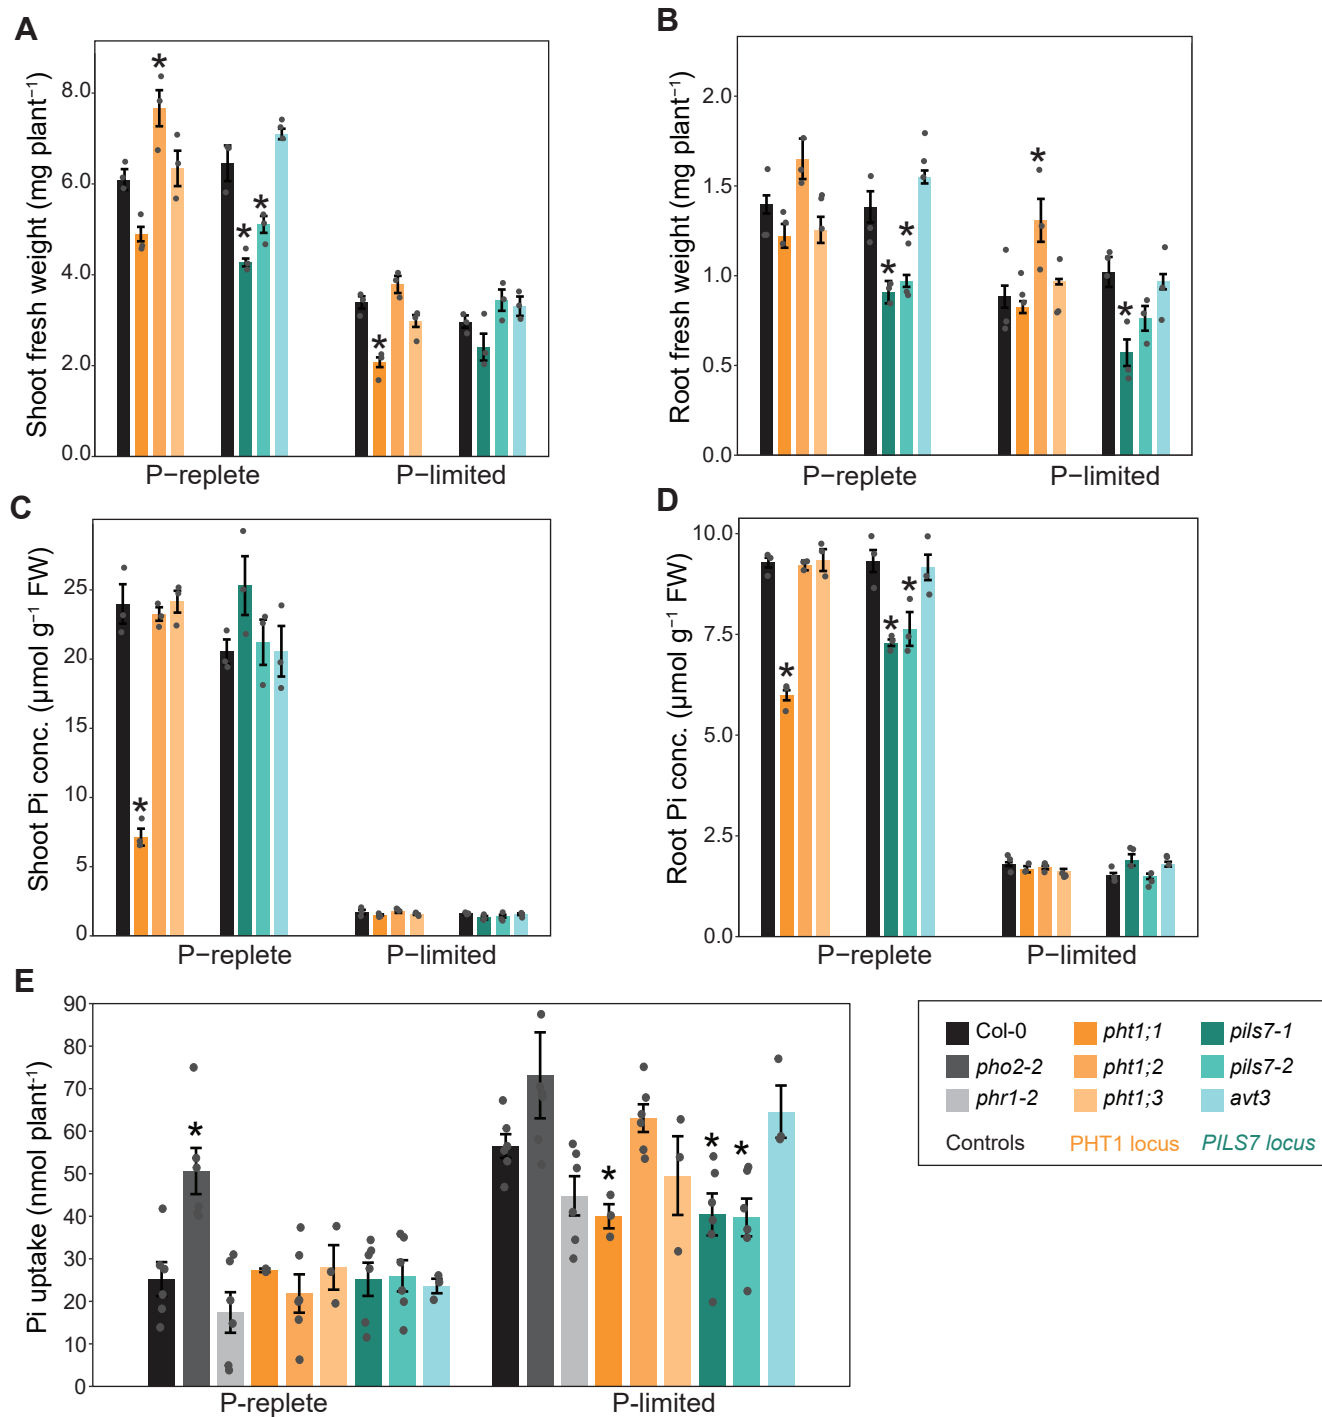 A
Shoot fresh weight (mg plant⁻¹)
8.0
6.0
4.0
2.0
0.0
* * * *
P−replete
P−limited
B
Root fresh weight (mg plant⁻¹)
2.0
1.5
1.0
0.5
0.0
* * * *
P−replete
P−limited
C
Shoot Pi conc. (µmol g⁻¹ FW)
25
20
15
10
5
0
*
P−replete
P−limited
D
Root Pi conc. (µmol g⁻¹ FW)
10.0
7.5
5.0
2.5
0.0
* * *
P−replete
P−limited
E
Pi uptake (nmol plant⁻¹)
90
80
70
60
50
40
30
20
10
0
* * * *
P-replete
P-limited
Col-0 pht1;1 pils7-1
pho2-2 pht1;2 pils7-2
phr1-2 pht1;3 avt3
Controls PHT1 locus PILS7 locus